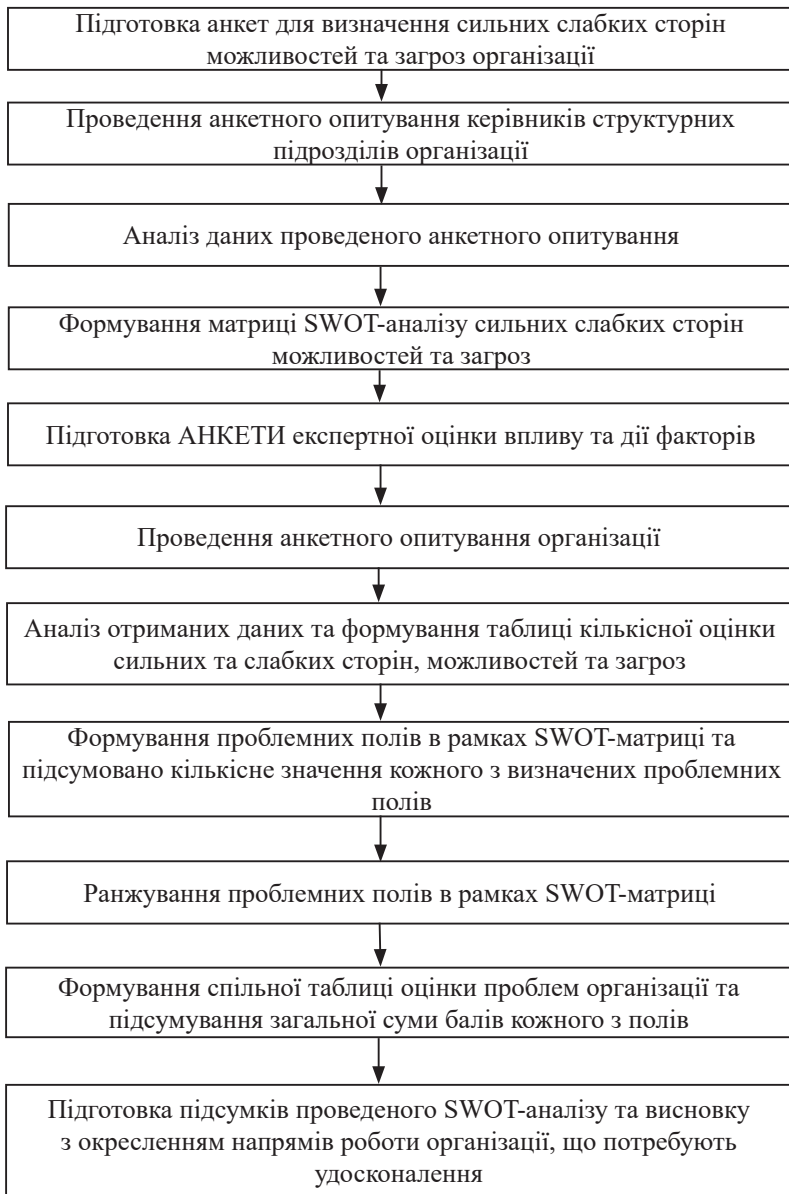 Підготовка анкет для визначення сильних слабких сторін
можливостей та загроз організації
Проведення анкетного опитування керівників структурних
підрозділів організації
Аналіз даних проведеного анкетного опитування
Формування матриці SWOT-аналізу сильних слабких сторін
можливостей та загроз
Підготовка АНКЕТИ експертної оцінки впливу та дії факторів
Проведення анкетного опитування організації
Аналіз отриманих даних та формування таблиці кількісної оцінки
сильних та слабких сторін, можливостей та загроз
Формування проблемних полів в рамках SWOT-матриці та
підсумовано кількісне значення кожного з визначених проблемних
полів
Ранжування проблемних полів в рамках SWOT-матриці
Формування спільної таблиці оцінки проблем організації та
підсумування загальної суми балів кожного з полів
Підготовка підсумків проведеного SWOT-аналізу та висновку
з окресленням напрямів роботи організації, що потребують
удосконалення